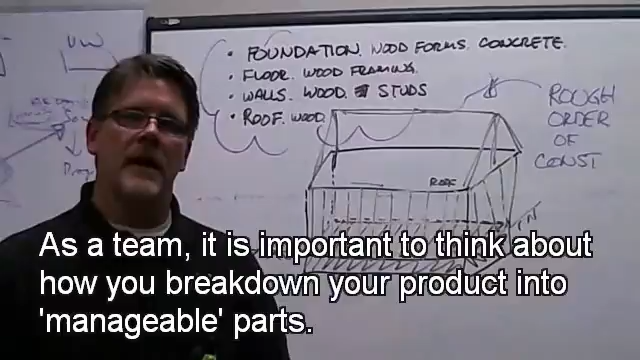 UW
• FOUNDATION. WOOD FORMS. CONCRETE.
• FLOOR. WOOD FRAMING.
• WALLS. WOOD STUDS
• ROOF. WOOD
ROUGH
ORDER
OF
CONST
ROOF
As a team, it is important to think about
how you breakdown your product into
'manageable' parts.